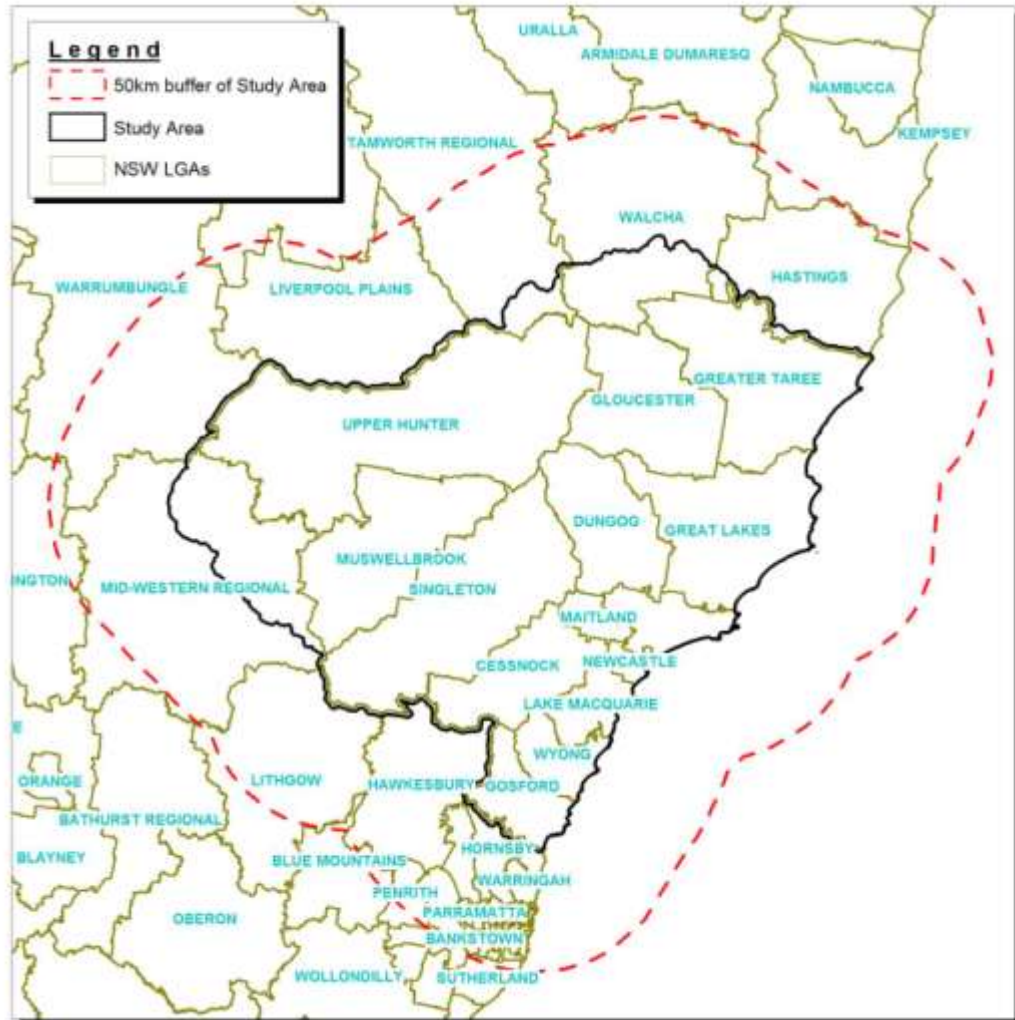 Legend
50km buffer of Study Area
Study Area
NSW LGAs
URALLA
ARMIDALE DUMARESQ
NAMBUCCA
KEMPSEY
TAMWORTH REGIONAL
WALCHA
HASTINGS
WARRUMBUNGLE
LIVERPOOL PLAINS
GREATER TAREE
GLOUCESTER
UPPER HUNTER
DUNGOG
GREAT LAKES
MUSWELLBROOK
INGTON
MID-WESTERN REGIONAL
SINGLETON
MAITLAND
CESSNOCK
NEWCASTLE
LAKE MACQUARIE
E
WYONG
ORANGE
LITHGOW
HAWKESBURY
GOSFORD
BATHURST REGIONAL
HORNSBY
BLAYNEY
BLUE MOUNTAINS
WARRINGAH
PENRITH
PARRAMATTA
OBERON
BANKSTOWN
WOLLONDILLY
SUTHERLAND